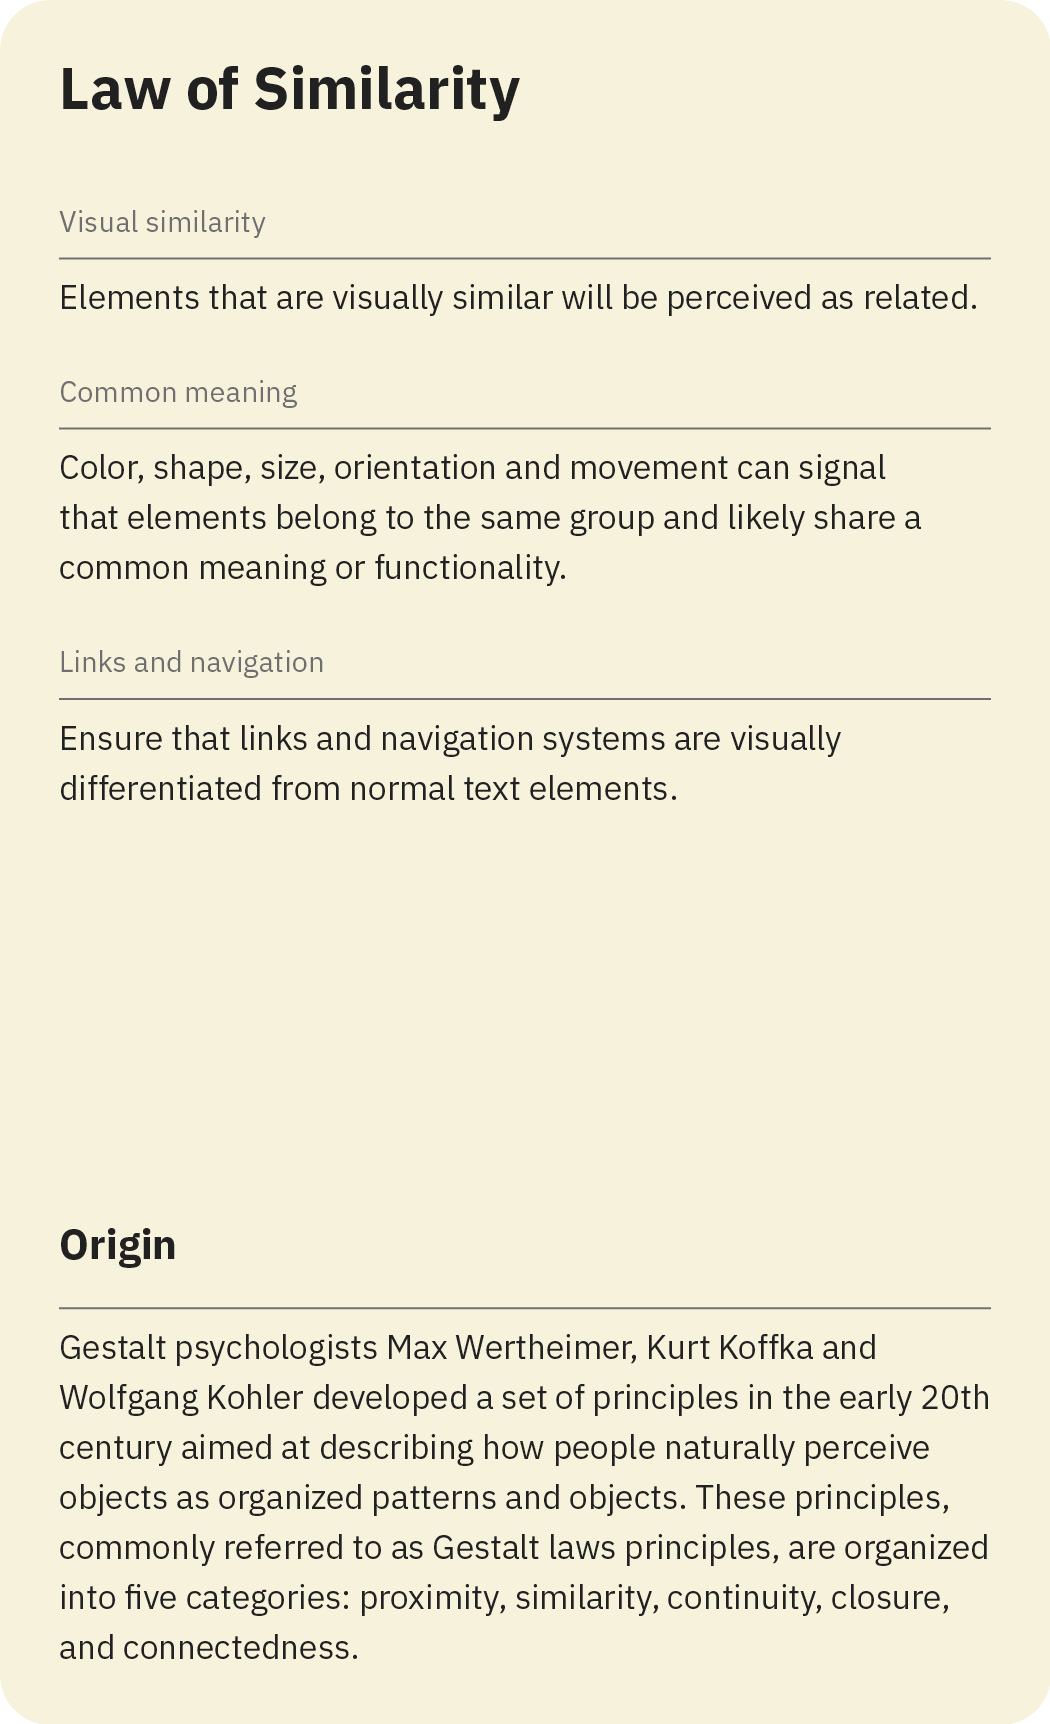 Law of Similarity
Visual similarity
Elements that are visually similar will be perceived as related.
Common meaning
Color, shape, size, orientation and movement can signal
that elements belong to the same group and likely share a
common meaning or functionality.
Links and navigation
Ensure that links and navigation systems are visually
differentiated from normal text elements.
Origin
Gestalt psychologists Max Wertheimer, Kurt Koffka and
Wolfgang Kohler developed a set of principles in the early 20th
century aimed at describing how people naturally perceive
objects as organized patterns and objects. These principles,
commonly referred to as Gestalt laws principles, are organized
into five categories: proximity, similarity, continuity, closure,
and connectedness.